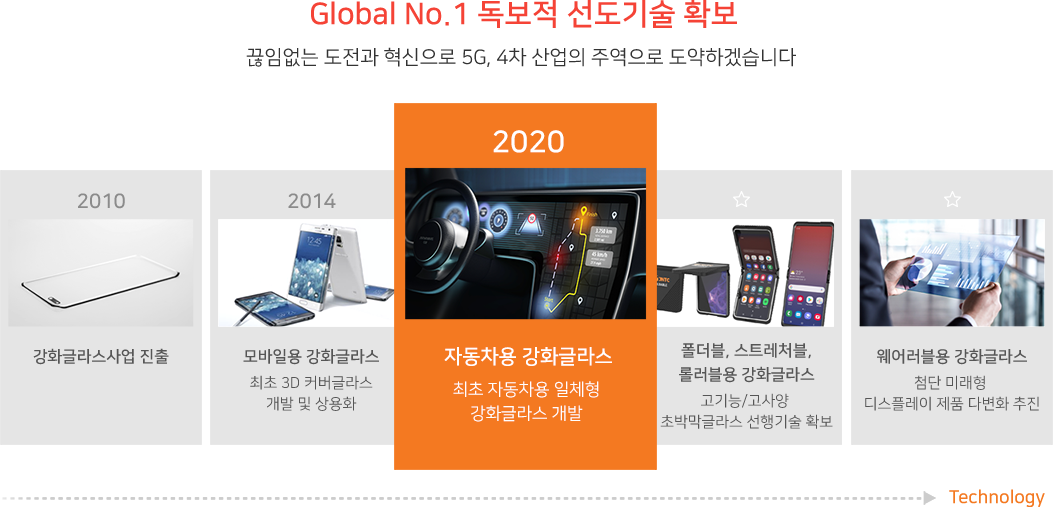 Global No.1 독보적 선도기술 확보
끊임없는 도전과 혁신으로 5G, 4차 산업의 주역으로 도약하겠습니다
2010
강화글라스사업 진출
2014
모바일용 강화글라스
최초 3D 커버글라스
개발 및 상용화
2020
자동차용 강화글라스
최초 자동차용 일체형
강화글라스 개발
폴더블, 스트레처블,
롤러블용 강화글라스
고기능/고사양
초박막글라스 선행기술 확보
웨어러블용 강화글라스
첨단 미래형
디스플레이 제품 다변화 추진
Technology